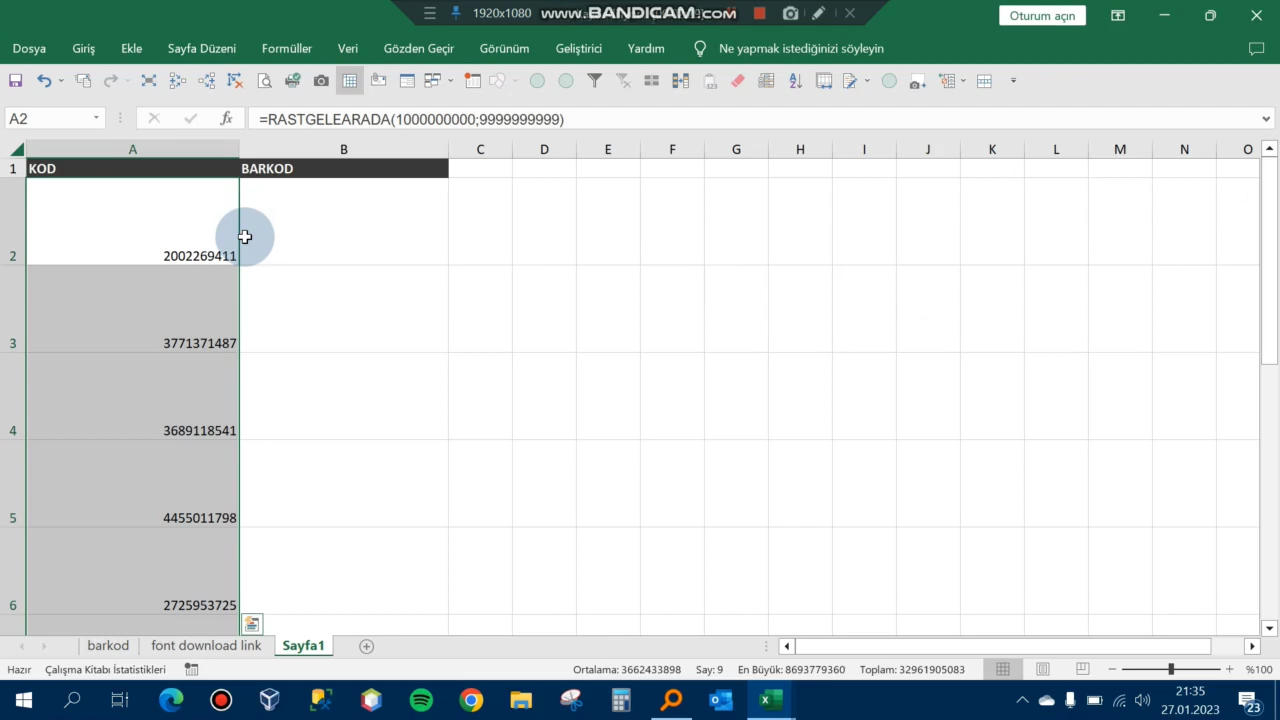 1920x1080 www.BANDICAM.com
Oturum açın
Dosya Giriş Ekle Sayfa Düzeni Formüller Veri Gözden Geçir Görünüm Geliştirici Yardım Ne yapmak istediğinizi söyleyin
A2 fx =RASTGELEARADA(1000000000;9999999999)
A B C D E F G H I J K L M N O
1 KOD BARKOD
2 2002269411
3 3771371487
4 3689118541
5 4455011798
6 2725953725
barkod font download link Sayfa1
Hazır Çalışma Kitabı İstatistikleri Ortalama: 3662433898 Say: 9 En Büyük: 8693779360 Toplam: 32961905083 %100
21:35
27.01.2023 23